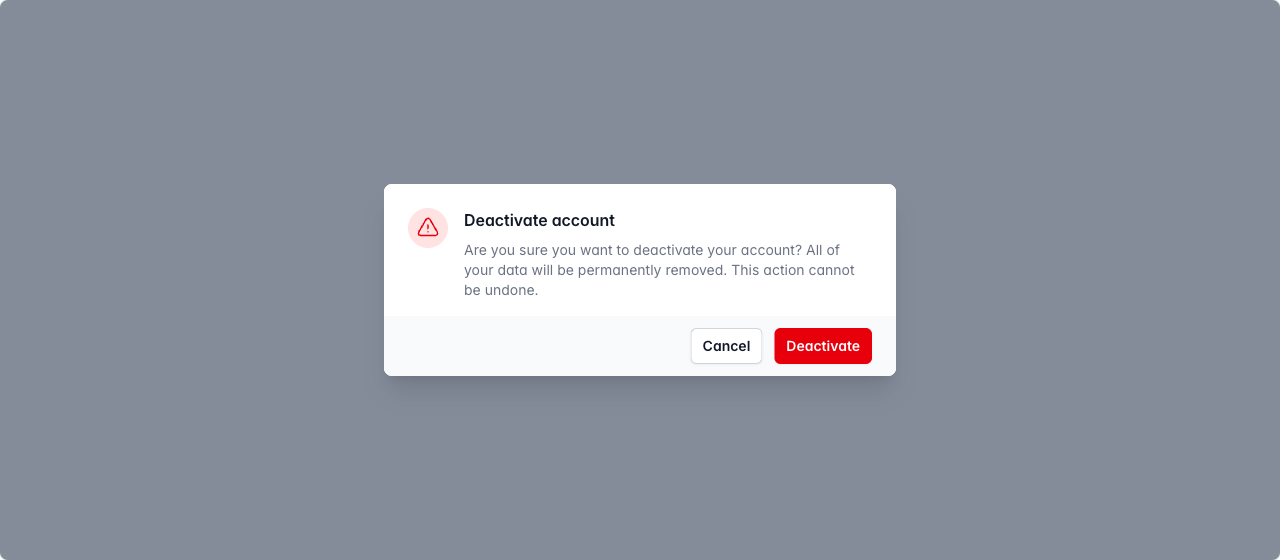 Deactivate account
Are you sure you want to deactivate your account? All of
your data will be permanently removed. This action cannot
be undone.
Cancel
Deactivate